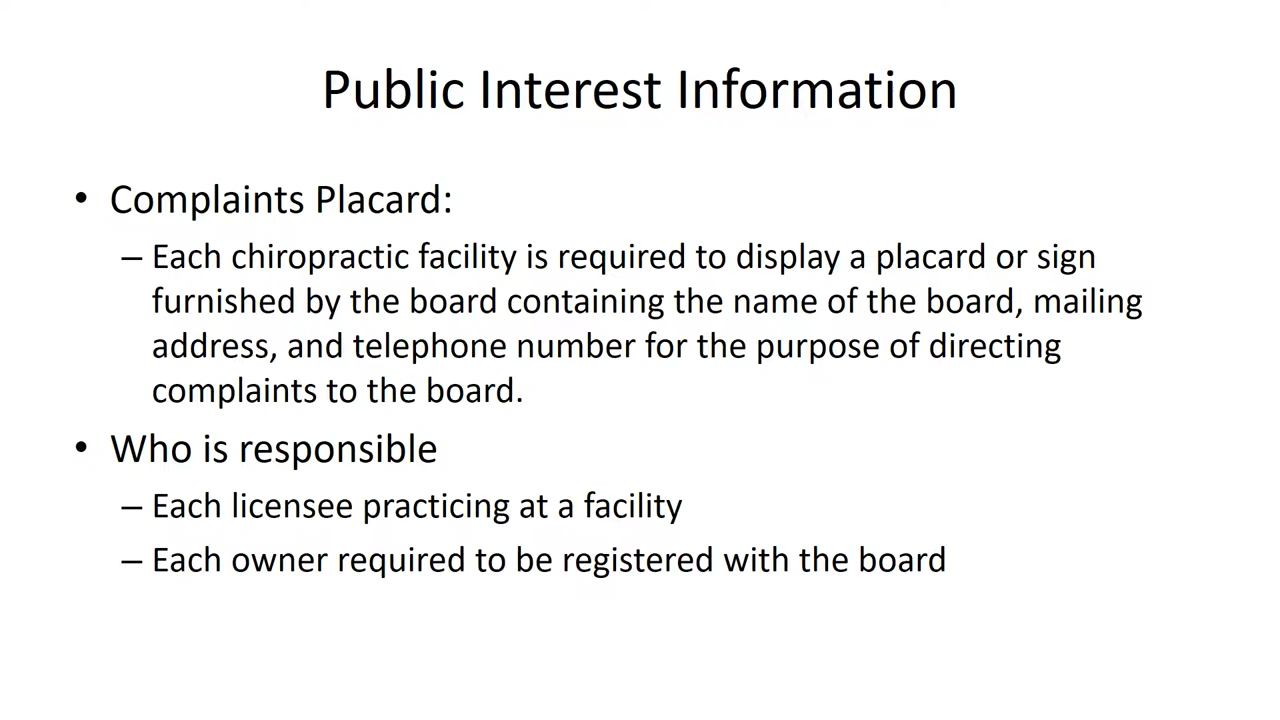 Public Interest Information
• Complaints Placard:
– Each chiropractic facility is required to display a placard or sign
furnished by the board containing the name of the board, mailing
address, and telephone number for the purpose of directing
complaints to the board.
• Who is responsible
– Each licensee practicing at a facility
– Each owner required to be registered with the board